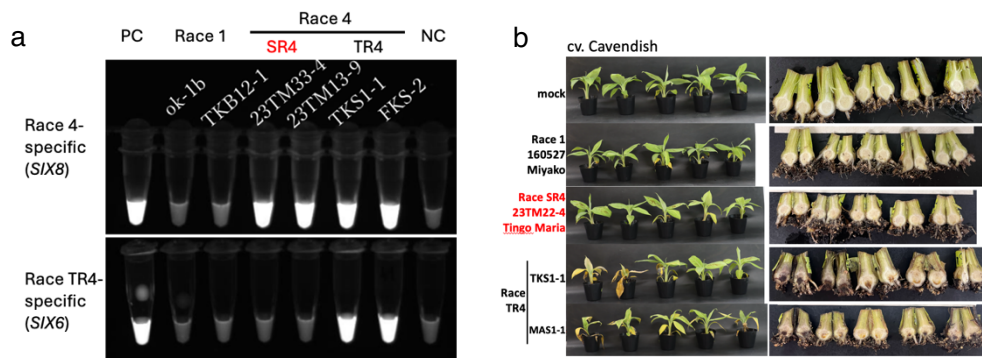 a
Race 4
PC
Race 1
SR4
TR4
NC
ok-1b
TKB12-1
23TM33-4
23TM13-9
TKS1-1
FKS-2
Race 4-
specific
(SIX8)
Race TR4-
specific
(SIX6)
b
cv. Cavendish
mock
Race 1
160527
Miyako
Race SR4
23TM22-4
Tingo Maria
TKS1-1
Race
TR4
MAS1-1